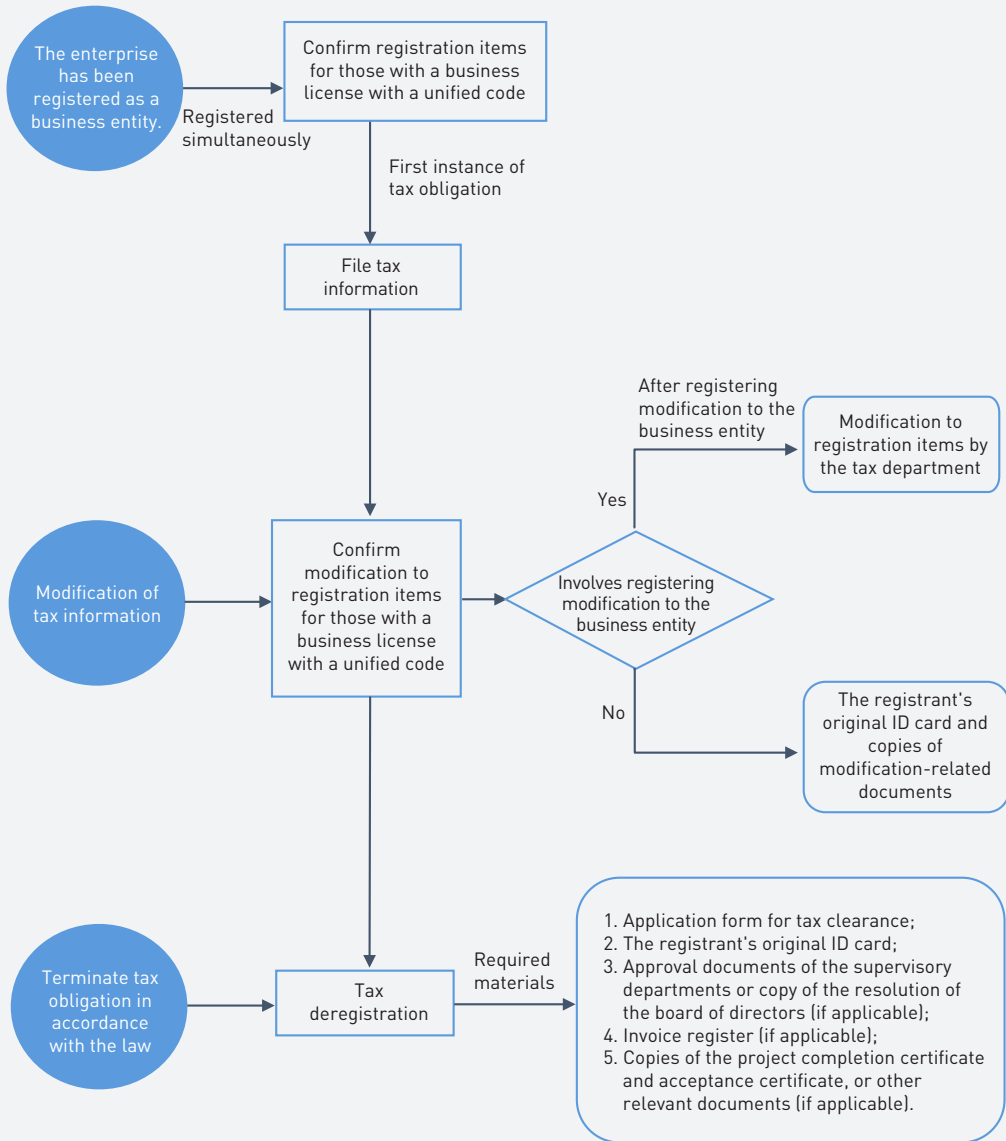 The enterprise
has been
registered as a
business entity.
Registered
simultaneously
Confirm registration items
for those with a business
license with a unified code
First instance of
tax obligation
File tax
information
Modification of
tax information
Confirm
modification to
registration items
for those with a
business license
with a unified code
Involves registering
modification to the
business entity
Yes
After registering
modification to the
business entity
Modification to
registration items by
the tax department
No
The registrant's
original ID card and
copies of
modification-related
documents
Terminate tax
obligation in
accordance
with the law
Tax
deregistration
Required
materials
1. Application form for tax clearance;
2. The registrant's original ID card;
3. Approval documents of the supervisory
departments or copy of the resolution of
the board of directors (if applicable);
4. Invoice register (if applicable);
5. Copies of the project completion certificate
and acceptance certificate, or other
relevant documents (if applicable).